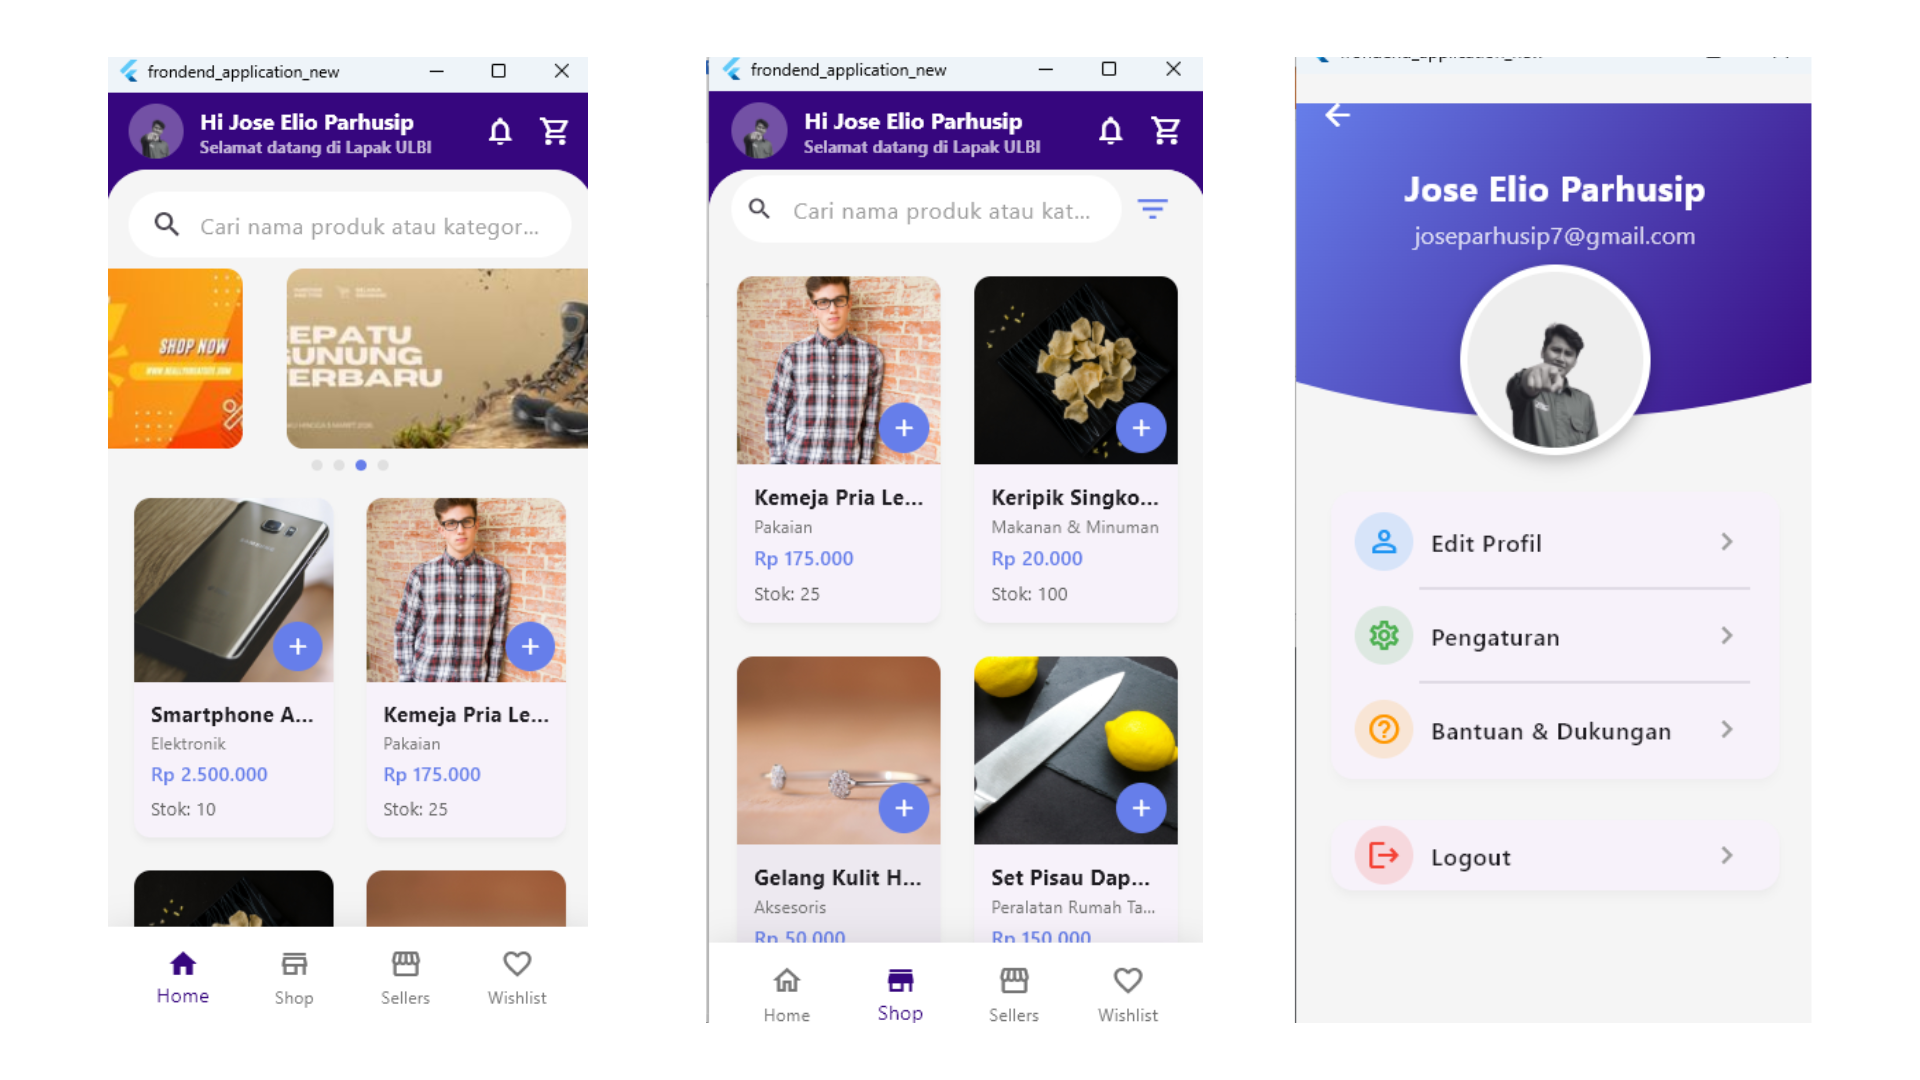 frondend_application_new
Hi Jose Elio Parhusip
Selamat datang di Lapak ULBI
Cari nama produk atau kategor...
SHOP NOW
EPATU
UNUNG
ERBARU
Smartphone A...
Elektronik
Rp 2.500.000
Stok: 10
Kemeja Pria Le...
Pakaian
Rp 175.000
Stok: 25
Home
Shop
Sellers
Wishlist
frondend_application_new
Hi Jose Elio Parhusip
Selamat datang di Lapak ULBI
Cari nama produk atau kat...
Kemeja Pria Le...
Pakaian
Rp 175.000
Stok: 25
Keripik Singko...
Makanan & Minuman
Rp 20.000
Stok: 100
Gelang Kulit H...
Aksesoris
Rp 50.000
Set Pisau Dap...
Peralatan Rumah Ta...
Rp 150.000
Home
Shop
Sellers
Wishlist
Jose Elio Parhusip
joseparhusip7@gmail.com
Edit Profil
Pengaturan
Bantuan & Dukungan
Logout